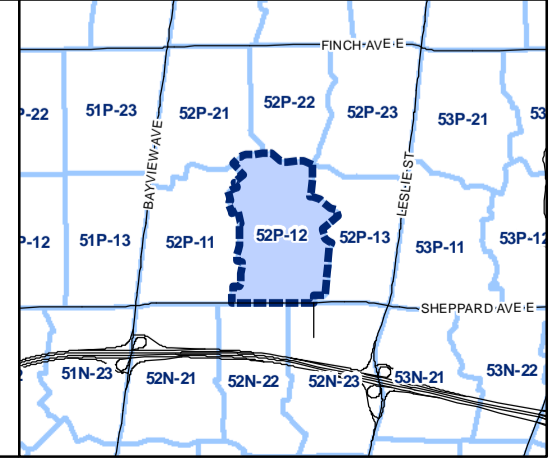 FINCH AVE E
P-22
51P-23
52P-21
52P-22
52P-23
53P-21
53
BAYVIEW AVE
LESLIE ST
P-12
51P-13
52P-11
52P-12
52P-13
53P-11
53P-12
SHEPPARD AVE E
51N-23
52N-21
52N-22
52N-23
53N-21
53N-22